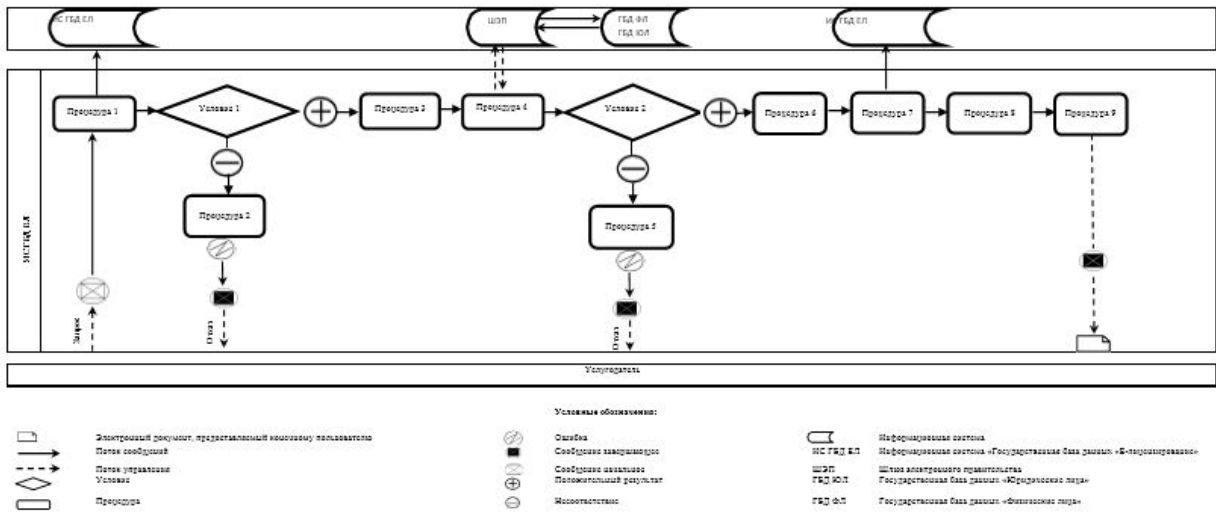 ИС ГБД ЕЛ
ШЭП
ГБД ФЛ
ГБД ЮЛ
ИС ГБД ЕЛ
Процедура 1
Условие 1
Процедура 3
Процедура 4
Условие 2
Процедура 6
Процедура 7
Процедура 8
Процедура 9
Процедура 2
Процедура 5
ИС ГБД ЕЛ
Запрос
Отказ
Отказ
Услугодатель
Условные обозначения:
Электронный документ, предоставляемый конечному пользователю
Поток сообщений
Поток управления
Условие
Процедура
Ошибка
Сообщение завершающее
Сообщение начальное
Положительный результат
Несоответствие
Информационная система
ИС ГБД ЕЛ Информационная система «Государственная база данных «Е-лицензирование»
ШЭП Шлюз электронного правительства
ГБД ЮЛ Государственная база данных «Юридические лица»
ГБД ФЛ Государственная база данных «Физические лица»